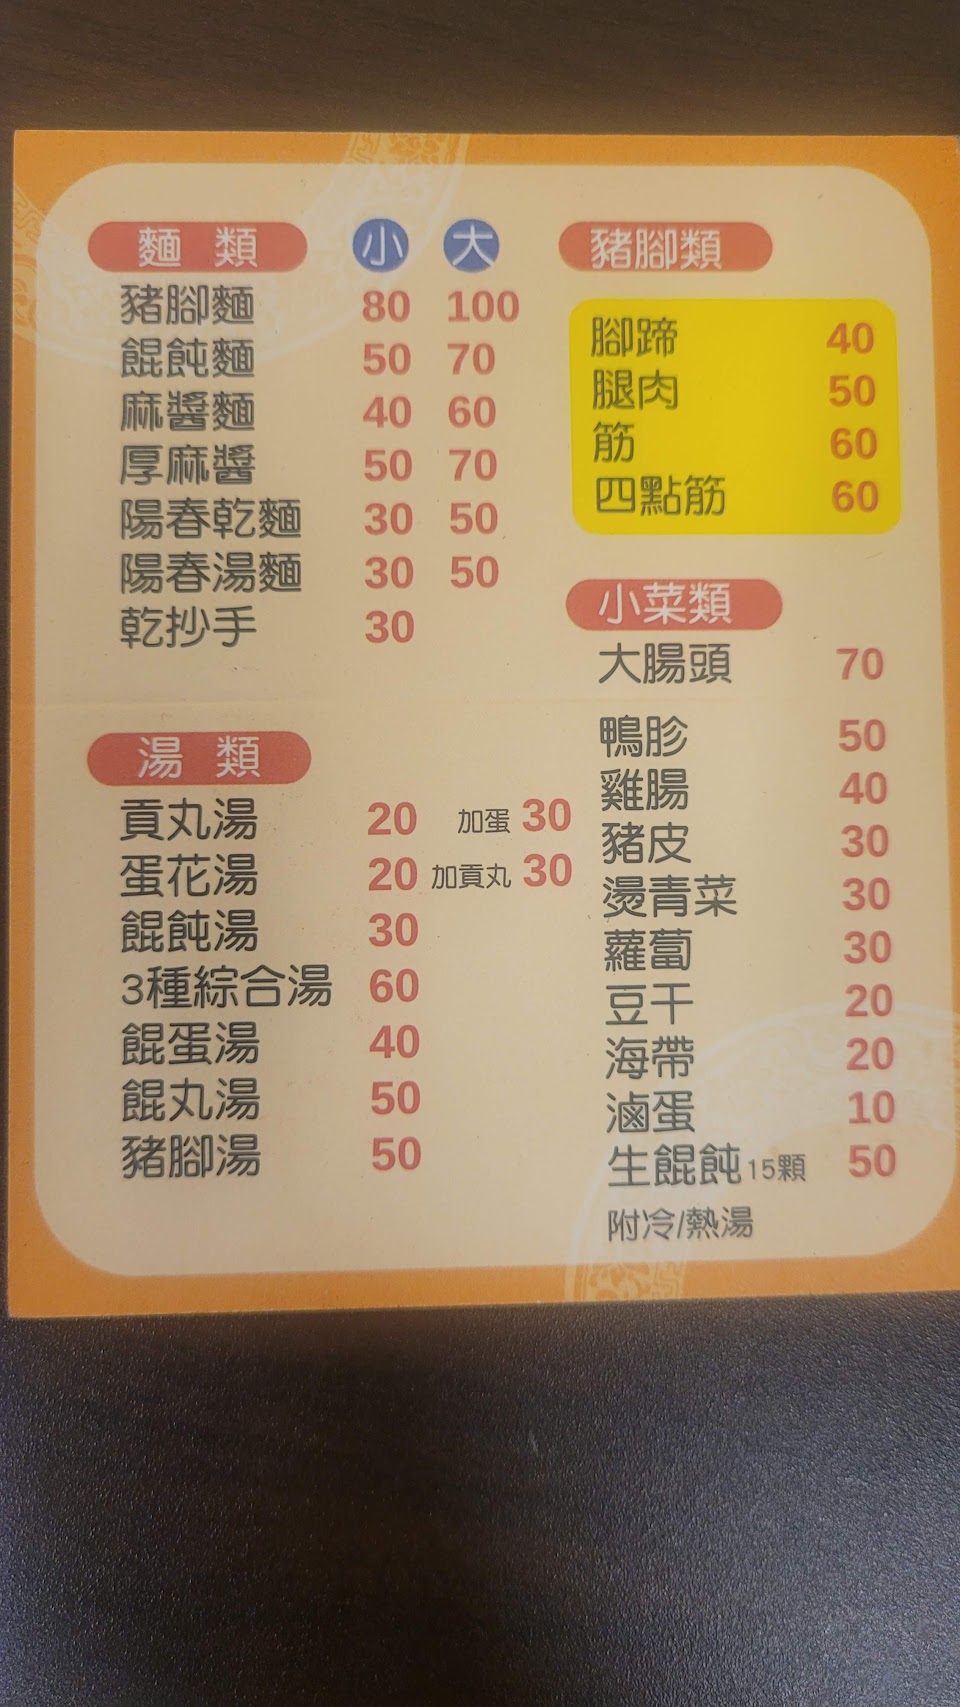 麵類 小 大
豬腳麵 80 100
餛飩麵 50 70
麻醬麵 40 60
厚麻醬 50 70
陽春乾麵 30 50
陽春湯麵 30 50
乾抄手 30
湯類
貢丸湯 20 加蛋 30
蛋花湯 20 加貢丸 30
餛飩湯 30
3種綜合湯 60
餛蛋湯 40
餛丸湯 50
豬腳湯 50
豬腳類
腳蹄 40
腿肉 50
筋 60
四點筋 60
小菜類
大腸頭 70
鴨胗 50
雞腸 40
豬皮 30
燙青菜 30
蘿蔔 30
豆干 20
海帶 20
滷蛋 10
生餛飩15顆 50
附冷/熱湯